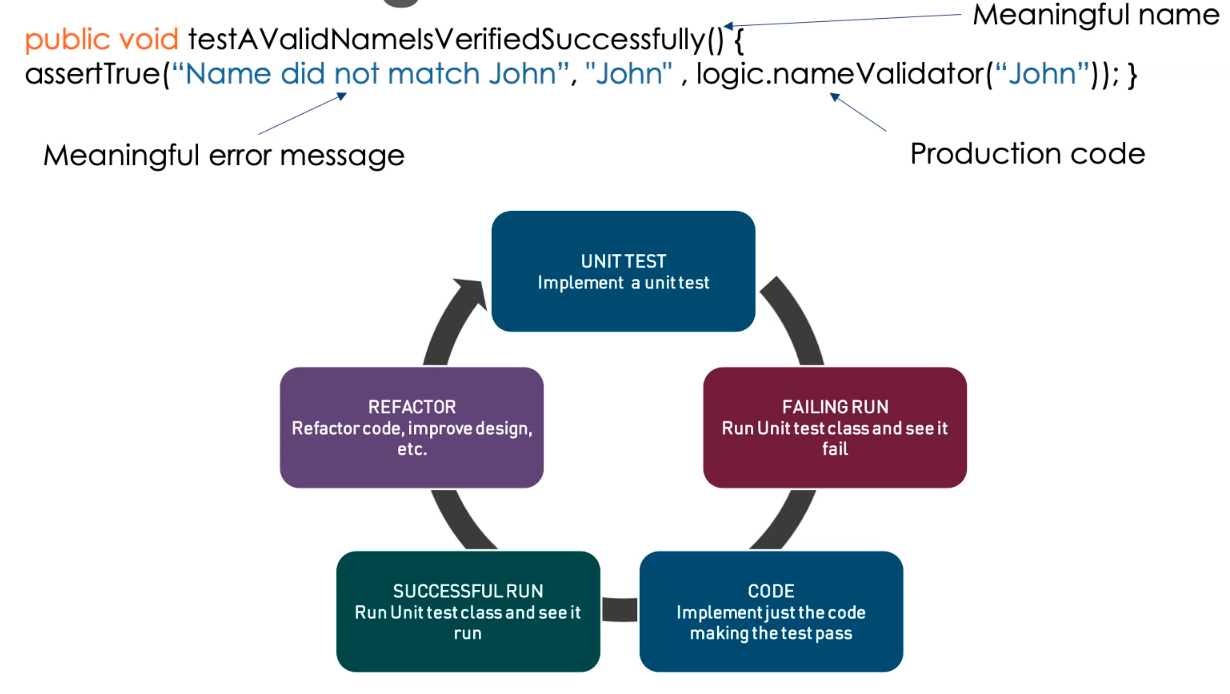 Meaningful name
public void testAValidNameIsVerifiedSuccessfully() {
assertTrue(“Name did not match John”, "John" , logic.nameValidator(“John”)); }
Meaningful error message
Production code
UNIT TEST
Implement a unit test
REFACTOR
Refactor code, improve design,
etc.
FAILING RUN
Run Unit test class and see it
fail
SUCCESSFUL RUN
Run Unit test class and see it
run
CODE
Implement just the code
making the test pass